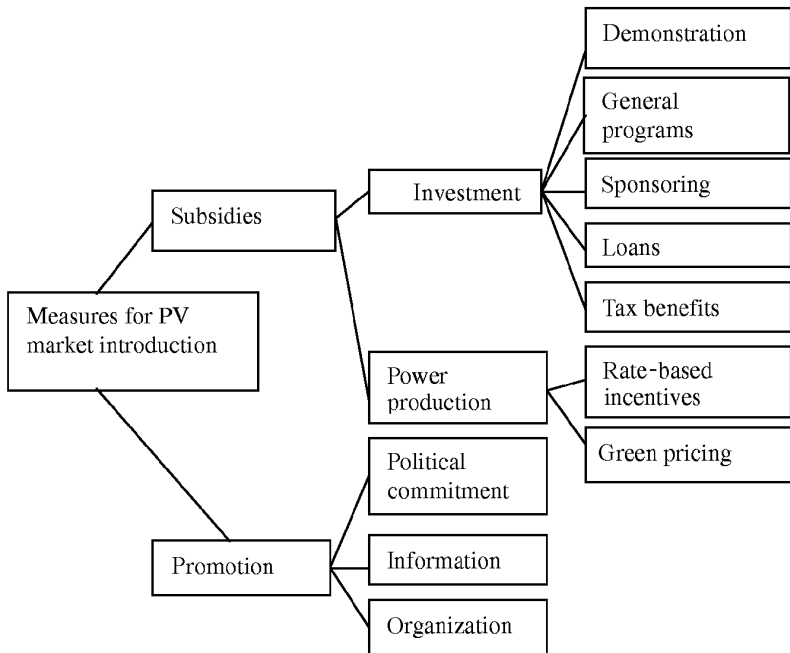 Measures for PV
market introduction
Subsidies
Promotion
Investment
Power
production
Political
commitment
Information
Organization
Demonstration
General
programs
Sponsoring
Loans
Tax benefits
Rate-based
incentives
Green pricing